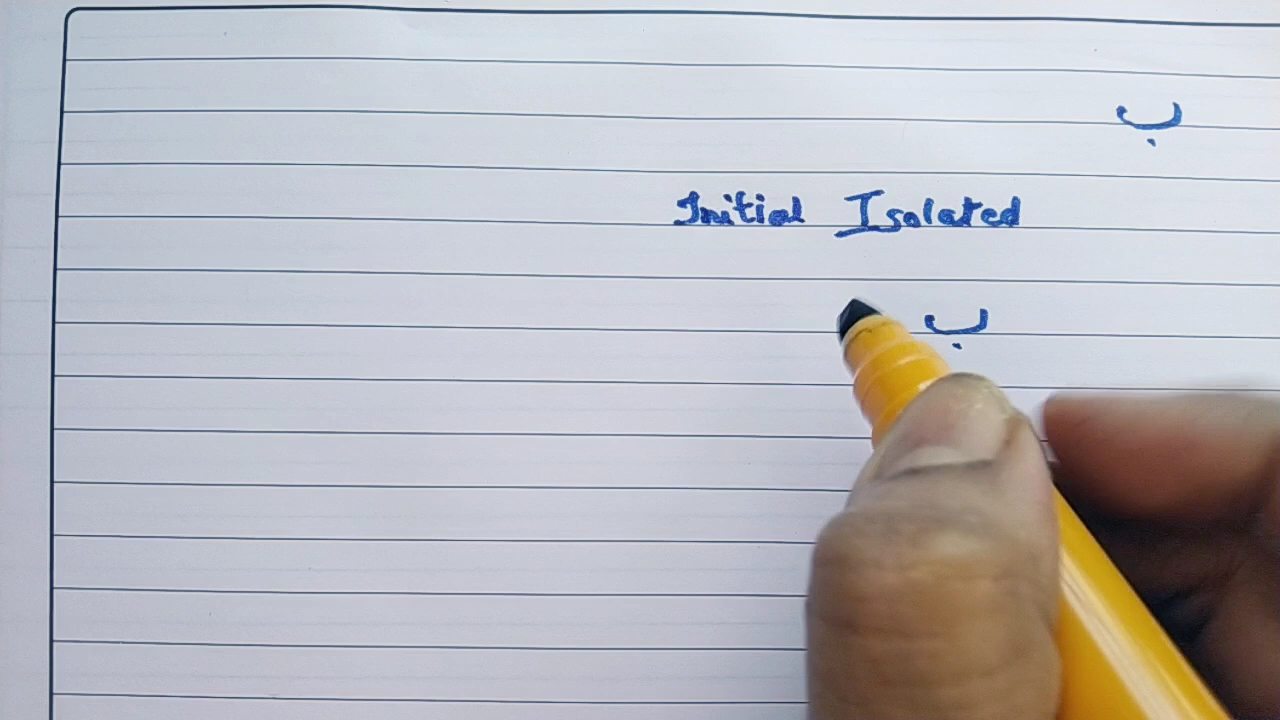 ب
Initial Isolated
ب